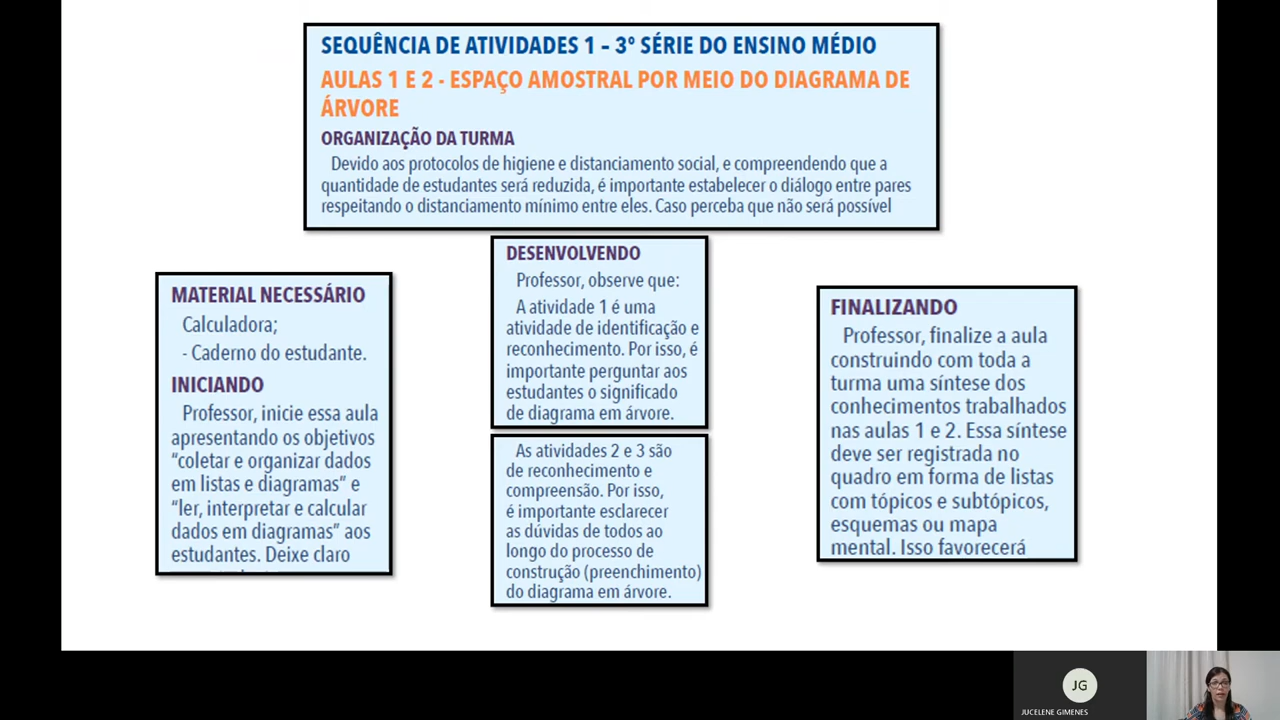 SEQUÊNCIA DE ATIVIDADES 1 – 3° SÉRIE DO ENSINO MÉDIO
AULAS 1 E 2 - ESPAÇO AMOSTRAL POR MEIO DO DIAGRAMA DE
ÁRVORE
ORGANIZAÇÃO DA TURMA
Devido aos protocolos de higiene e distanciamento social, e compreendendo que a
quantidade de estudantes será reduzida, é importante estabelecer o diálogo entre pares
respeitando o distanciamento mínimo entre eles. Caso perceba que não será possível
MATERIAL NECESSÁRIO
Calculadora;
- Caderno do estudante.
INICIANDO
Professor, inicie essa aula
apresentando os objetivos
“coletar e organizar dados
em listas e diagramas” e
“ler, interpretar e calcular
dados em diagramas” aos
estudantes. Deixe claro
DESENVOLVENDO
Professor, observe que:
A atividade 1 é uma
atividade de identificação e
reconhecimento. Por isso, é
importante perguntar aos
estudantes o significado
de diagrama em árvore.
As atividades 2 e 3 são
de reconhecimento e
compreensão. Por isso,
é importante esclarecer
as dúvidas de todos ao
longo do processo de
construção (preenchimento)
do diagrama em árvore.
FINALIZANDO
Professor, finalize a aula
construindo com toda a
turma uma síntese dos
conhecimentos trabalhados
nas aulas 1 e 2. Essa síntese
deve ser registrada no
quadro em forma de listas
com tópicos e subtópicos,
esquemas ou mapa
mental. Isso favorecerá
JG
JUCELENE GIMENES